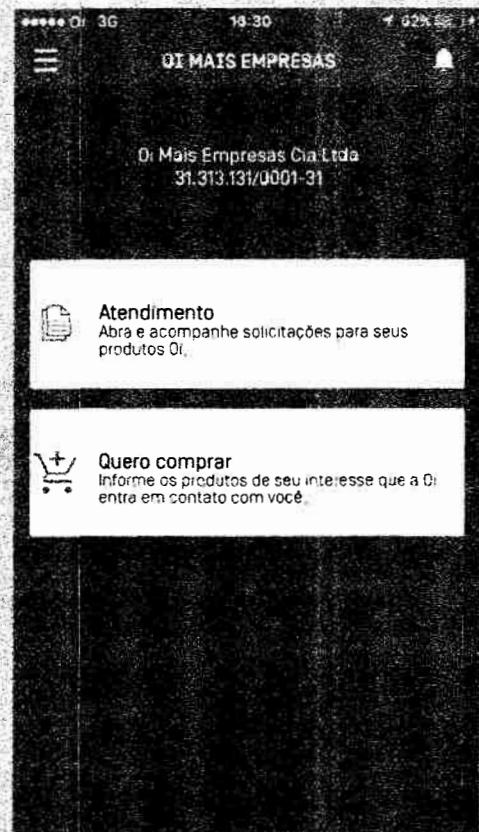 Oi 3G 16:30 62%
OI MAIS EMPRESAS
Oi Mais Empresas Cia Ltda
31.313.131/0001-31
Atendimento
Abra e acompanhe solicitações para seus
produtos Oi.
Quero comprar
Informe os produtos de seu interesse que a Oi
entra em contato com você.